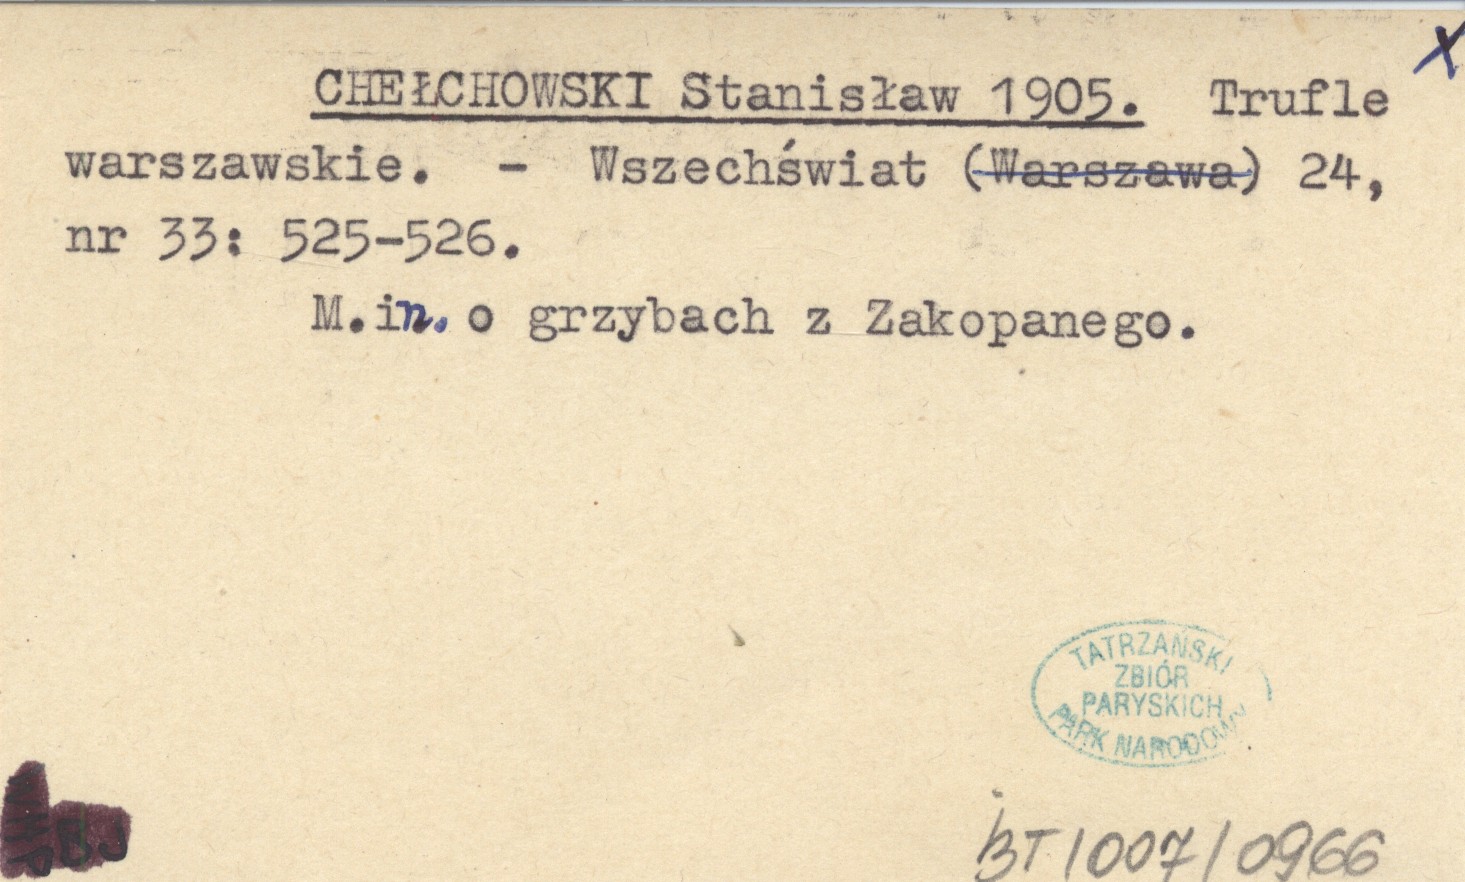 X
CHEŁCHOWSKI Stanisław 1905. Trufle
warszawskie. - Wszechświat (Warszawa) 24,
nr 33: 525-526.
M.in. o grzybach z Zakopanego.
TATRZAŃSKI
ZBIÓR
PARYSKICH
PARK NARODOWY
BT/007/0966